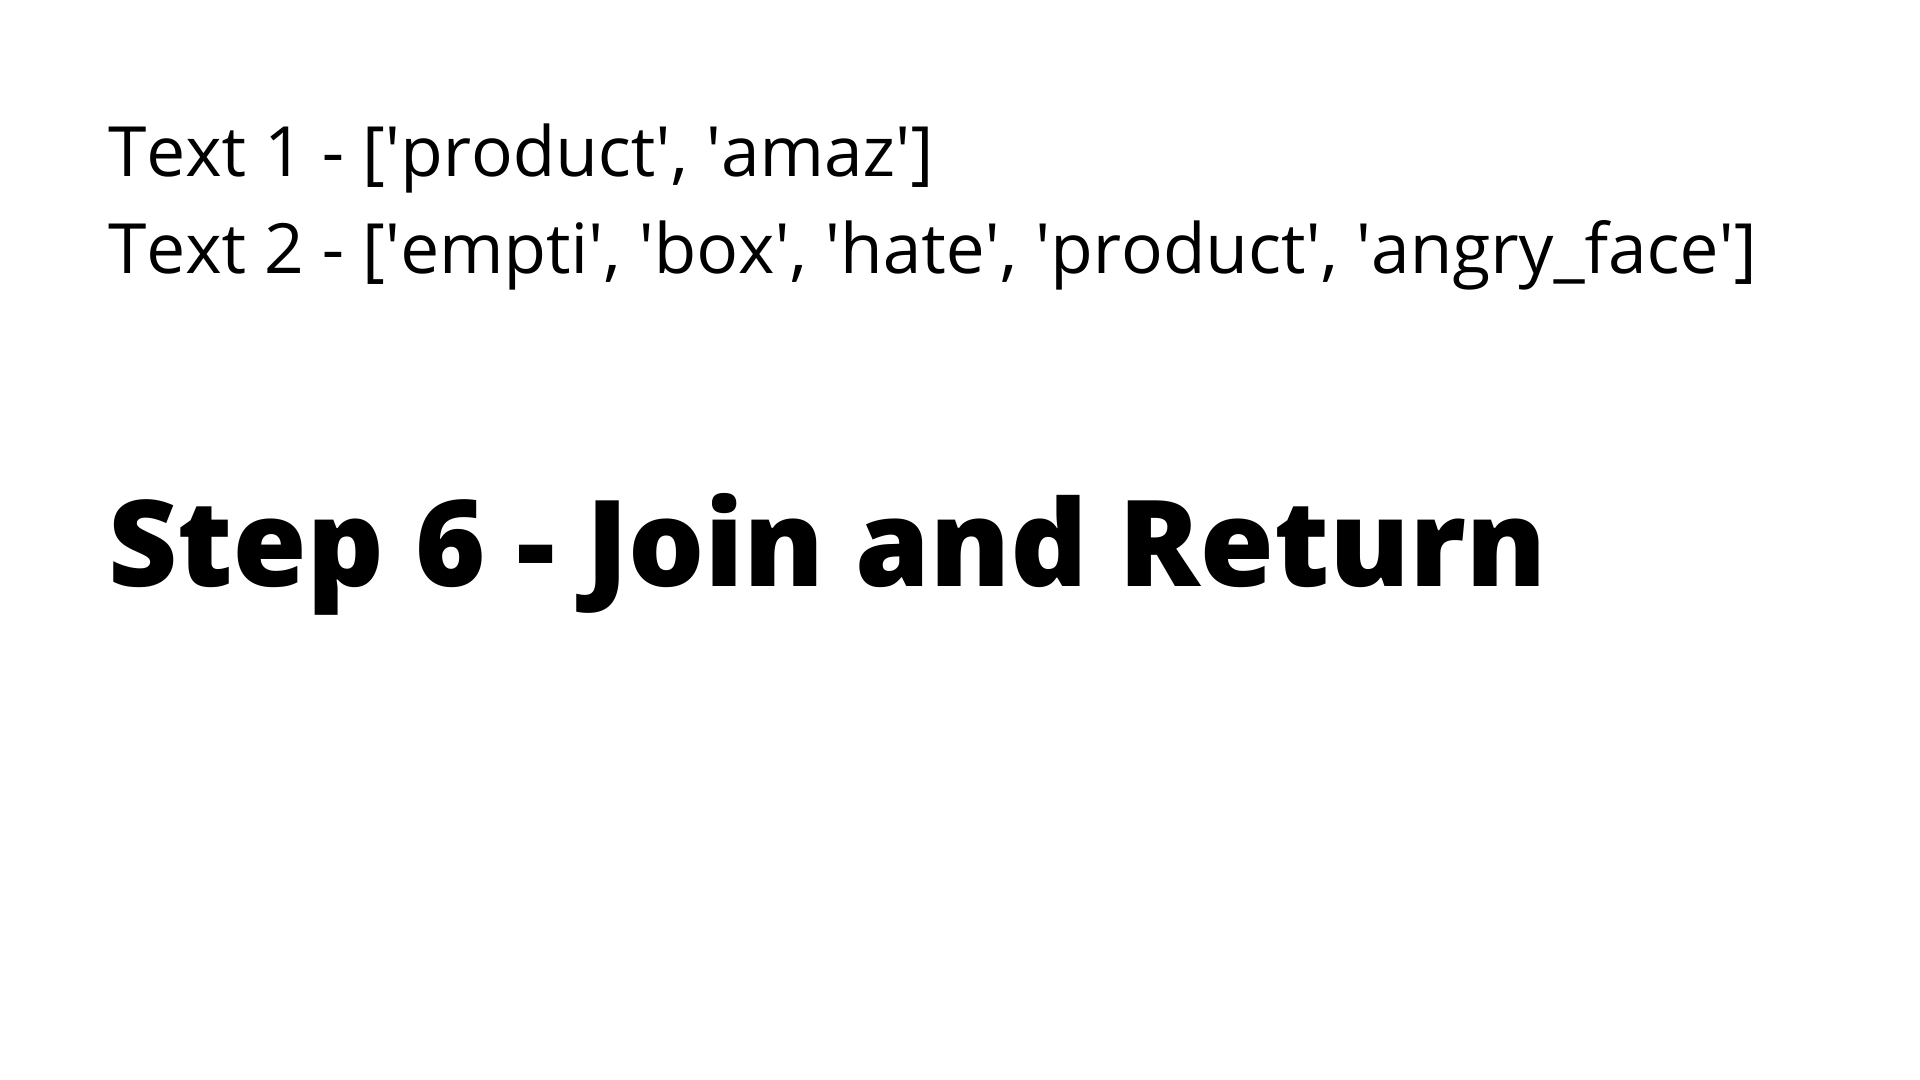 Text 1 - ['product', 'amaz']
Text 2 - ['empti', 'box', 'hate', 'product', 'angry_face']
Step 6 - Join and Return